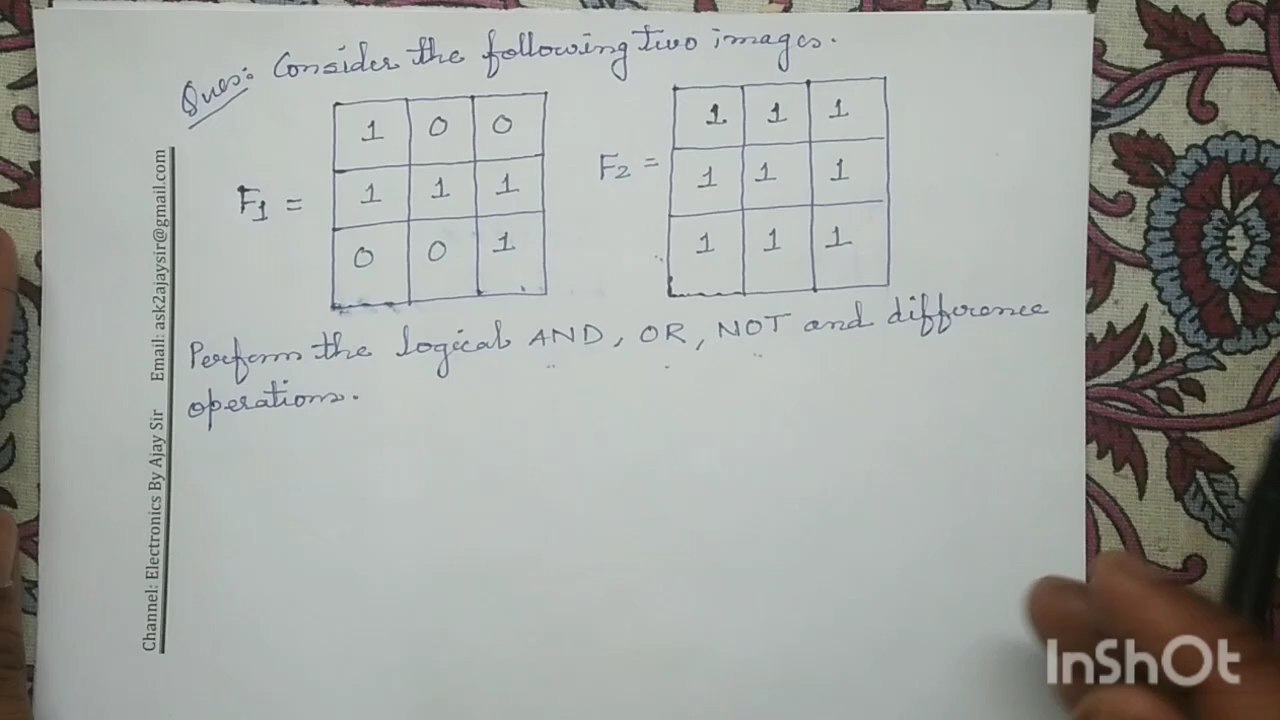 Ques: Consider the following two images.
F1 =
1 0 0
1 1 1
0 0 1
F2 =
1 1 1
1 1 1
1 1 1
Perform the logical AND, OR, NOT and difference
operations.
Channel: Electronics By Ajay Sir Email: ask2ajaysir@gmail.com
InShOt